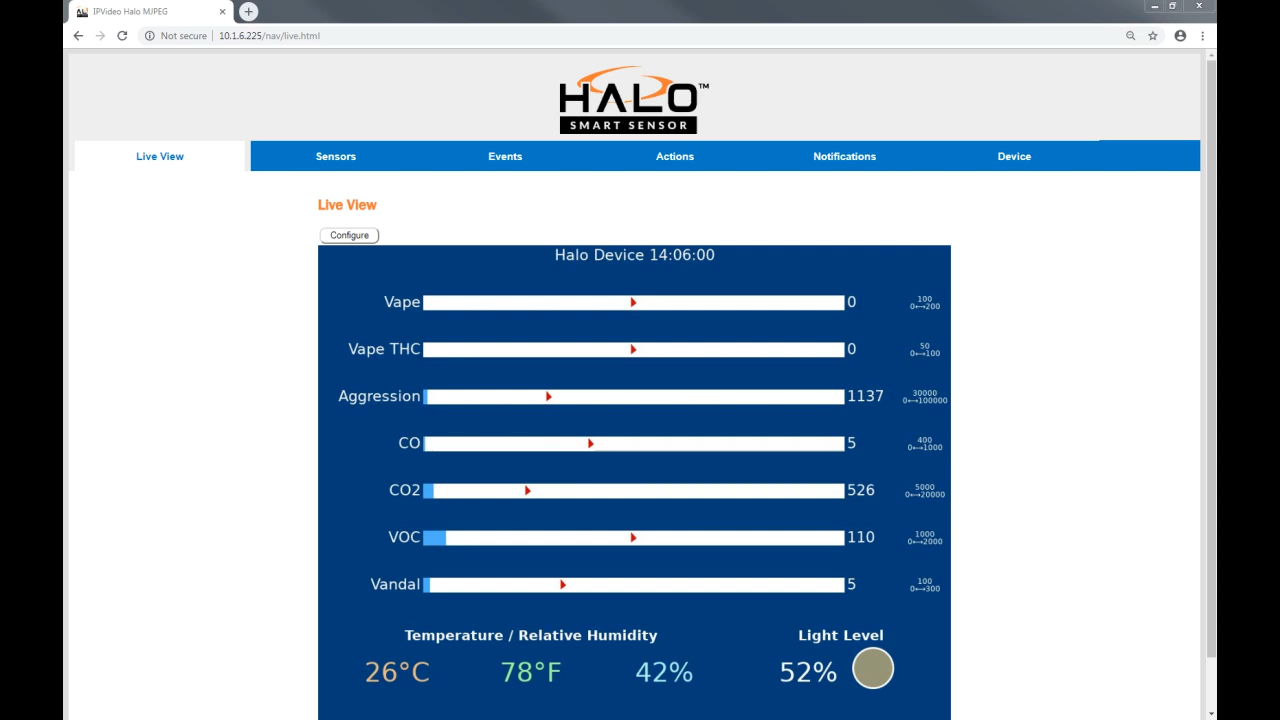 IPVideo Halo MJPEG
Not secure | 10.1.6.225/nav/live.html
HALO™
SMART SENSOR
Live View Sensors Events Actions Notifications Device
Live View
Configure
Halo Device 14:06:00
Vape 0 100
0←→200
Vape THC 0 50
0←→100
Aggression 1137 30000
0←→100000
CO 5 400
0←→1000
CO2 526 5000
0←→20000
VOC 110 1000
0←→2000
Vandal 5 100
0←→300
Temperature / Relative Humidity Light Level
26°C 78°F 42% 52%